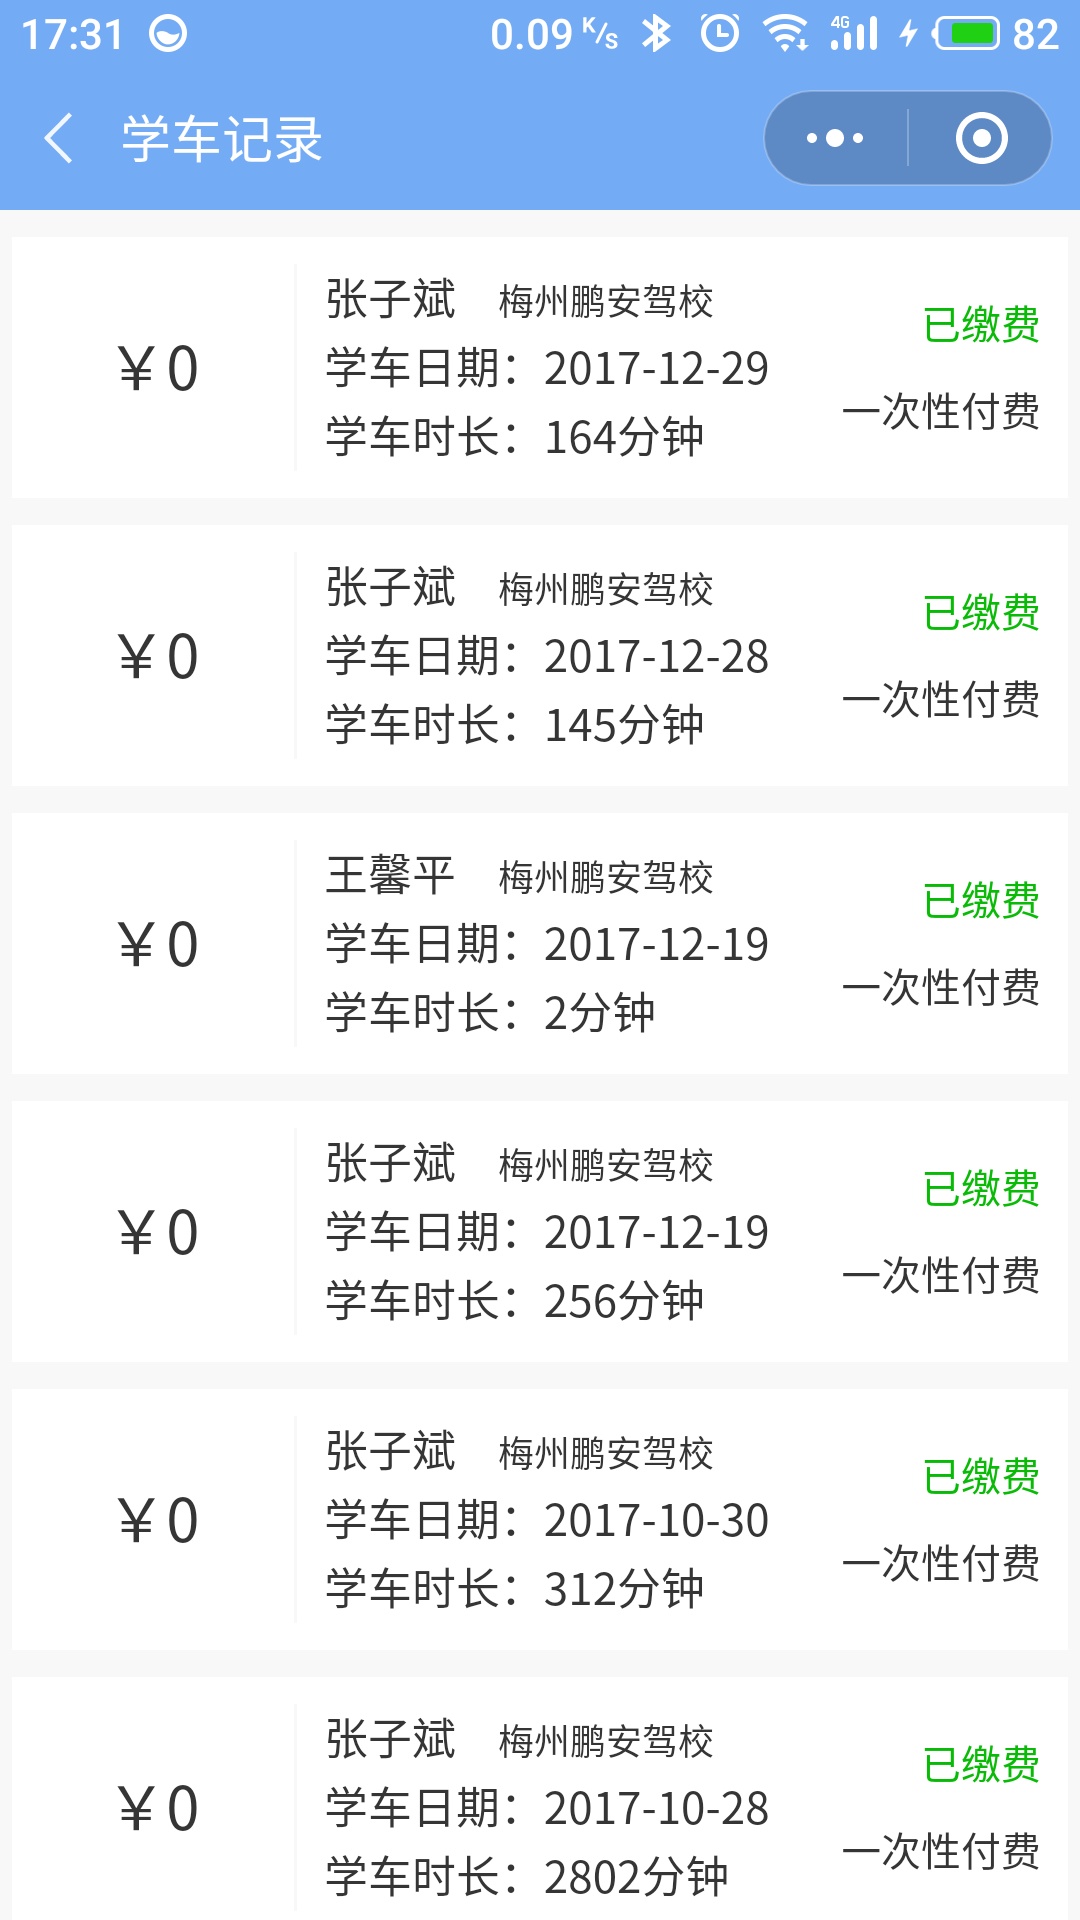 17:31 0.09 K/s 4G 82
学车记录
张子斌 梅州鹏安驾校
已缴费
¥0
学车日期：2017-12-29
一次性付费
学车时长：164分钟
张子斌 梅州鹏安驾校
已缴费
¥0
学车日期：2017-12-28
一次性付费
学车时长：145分钟
王馨平 梅州鹏安驾校
已缴费
¥0
学车日期：2017-12-19
一次性付费
学车时长：2分钟
张子斌 梅州鹏安驾校
已缴费
¥0
学车日期：2017-12-19
一次性付费
学车时长：256分钟
张子斌 梅州鹏安驾校
已缴费
¥0
学车日期：2017-10-30
一次性付费
学车时长：312分钟
张子斌 梅州鹏安驾校
已缴费
¥0
学车日期：2017-10-28
一次性付费
学车时长：2802分钟